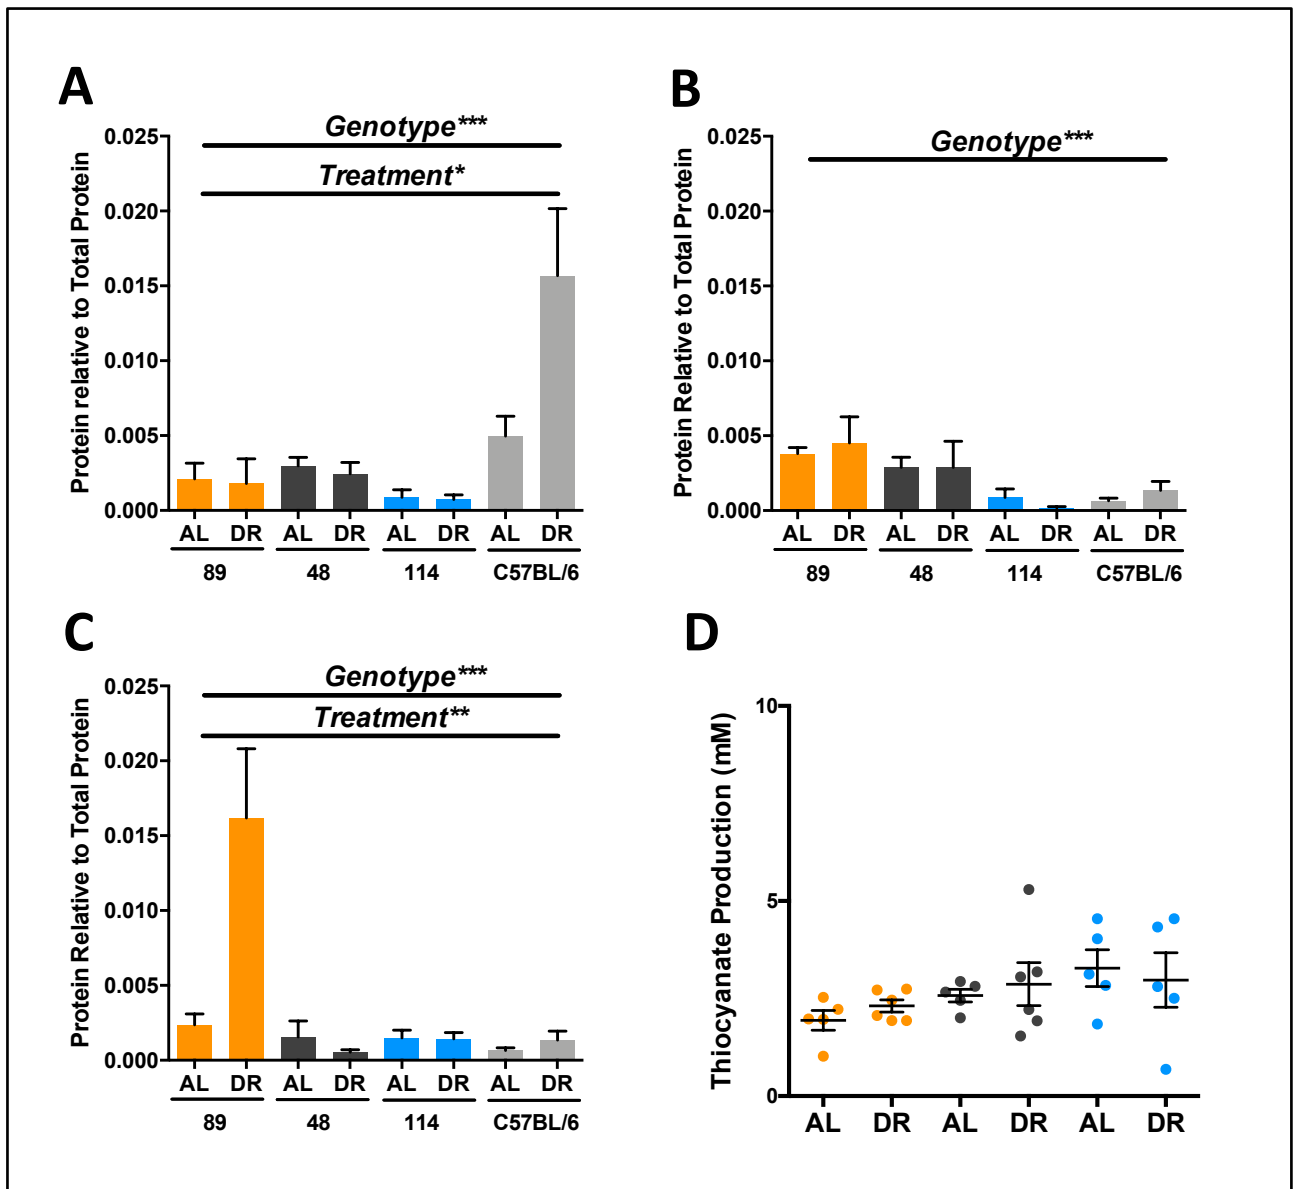 A
Genotype***
Treatment*
Protein relative to Total Protein
0.025
0.020
0.015
0.010
0.005
0.000
AL DR AL DR AL DR AL DR
89 48 114 C57BL/6
B
Genotype***
Protein Relative to Total Protein
0.025
0.020
0.015
0.010
0.005
0.000
AL DR AL DR AL DR AL DR
89 48 114 C57BL/6
C
Genotype***
Treatment**
Protein Relative to Total Protein
0.025
0.020
0.015
0.010
0.005
0.000
AL DR AL DR AL DR AL DR
89 48 114 C57BL/6
D
Thiocyanate Production (mM)
10
5
0
AL DR AL DR AL DR